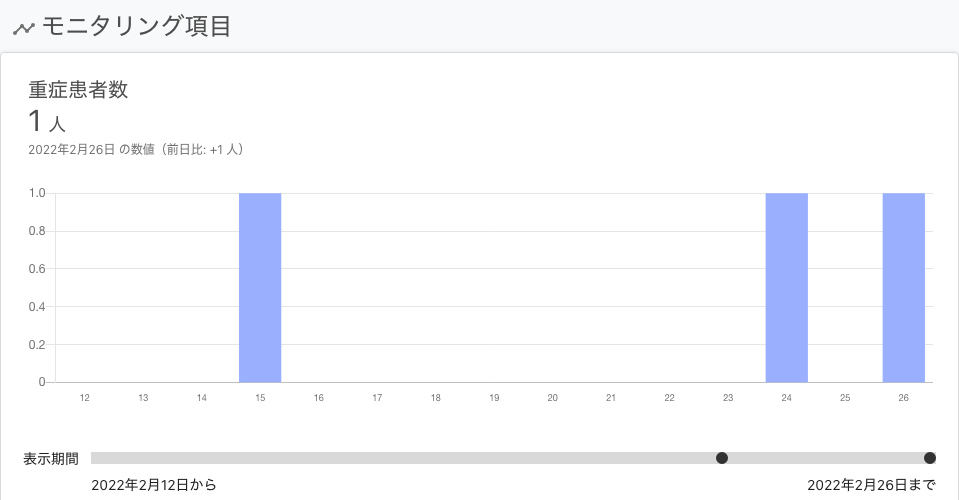 モニタリング項目
重症患者数
1 人
2022年2月26日 の数値（前日比: +1 人）
1.0
0.8
0.6
0.4
0.2
0
12 13 14 15 16 17 18 19 20 21 22 23 24 25 26
表示期間
2022年2月12日から 2022年2月26日まで